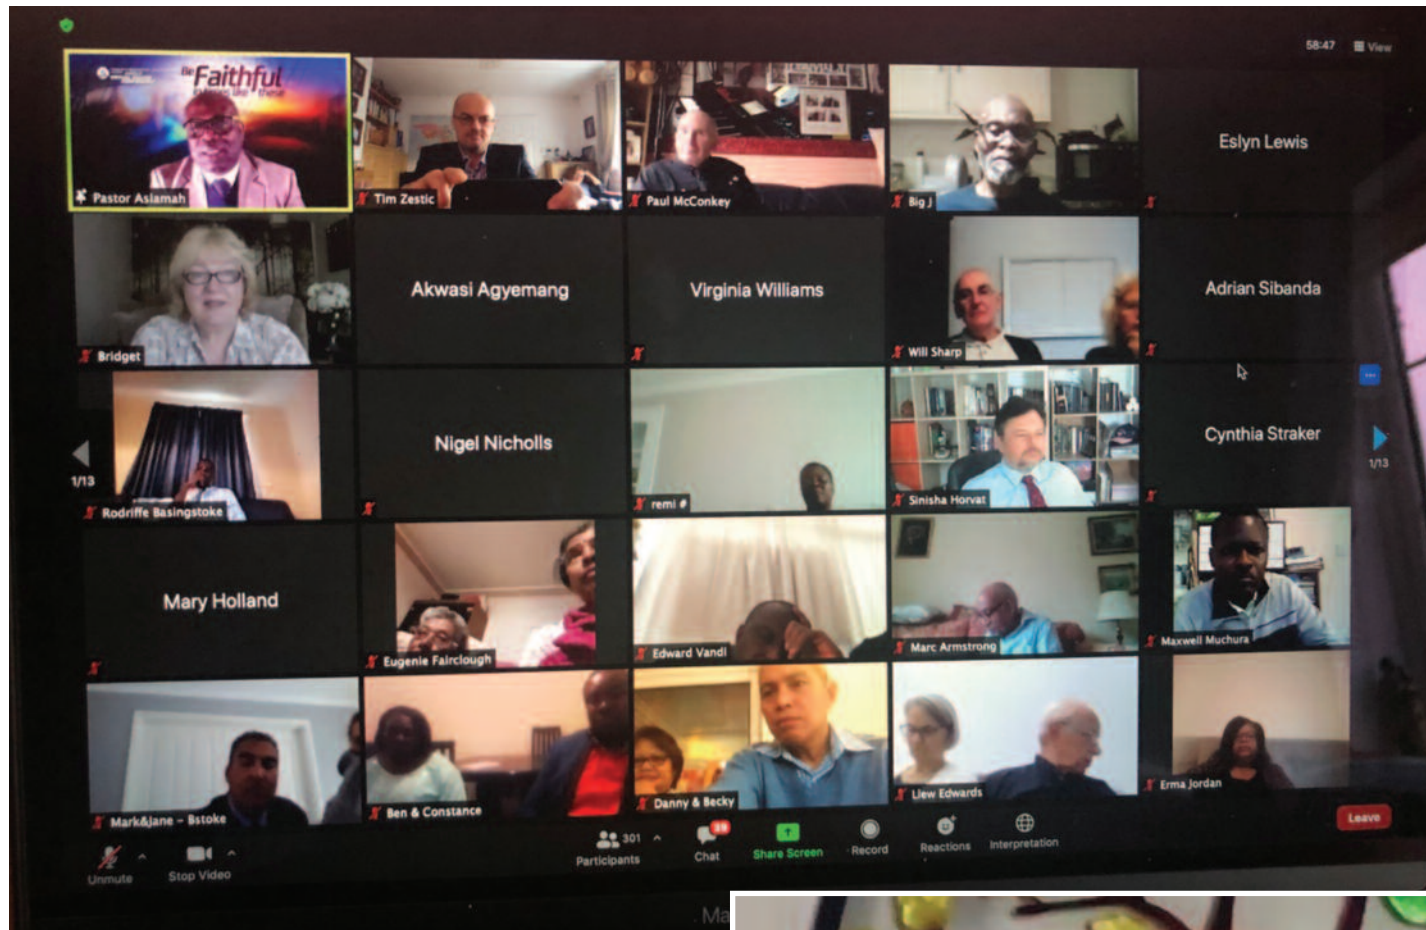 58:47 View
Be Faithful
these
Pastor Asiamah
Tim Zestic
Paul McConkey
Big J
Eslyn Lewis
Bridget
Akwasi Agyemang
Virginia Williams
Will Sharp
Adrian Sibanda
1/13
Rodriffe Basingstoke
Nigel Nicholls
remi #
Sinisha Horvat
Cynthia Straker
1/13
Mary Holland
Eugenie Fairclough
Edward Vandi
Marc Armstrong
Maxwell Muchura
Mark&Jane – Bstoke
Ben & Constance
Danny & Becky
Llew Edwards
Erma Jordan
Unmute
Stop Video
301
Participants
Chat
Share Screen
Record
Reactions
Interpretation
Leave
Ma